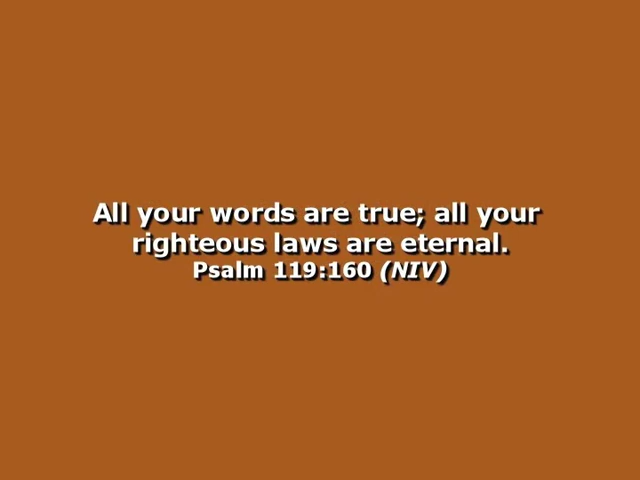 All your words are true; all your
righteous laws are eternal.
Psalm 119:160 (NIV)